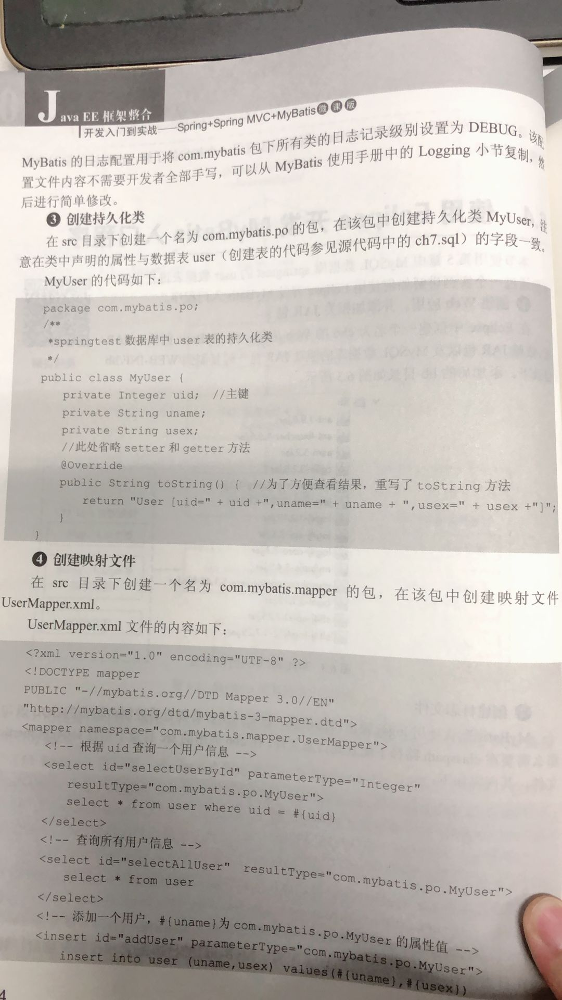 Java EE 框架整合
开发入门到实战——Spring+Spring MVC+MyBatis微课版
MyBatis 的日志配置用于将 com.mybatis 包下所有类的日志记录级别设置为 DEBUG。该配
置文件内容不需要开发者全部手写，可以从 MyBatis 使用手册中的 Logging 小节复制，然
后进行简单修改。
❸ 创建持久化类
在 src 目录下创建一个名为 com.mybatis.po 的包，在该包中创建持久化类 MyUser，注
意在类中声明的属性与数据表 user（创建表的代码参见源代码中的 ch7.sql）的字段一致。
MyUser 的代码如下：
package com.mybatis.po;
/**
*springtest 数据库中 user 表的持久化类
*/
public class MyUser {
private Integer uid; //主键
private String uname;
private String usex;
//此处省略 setter 和 getter 方法
@Override
public String toString() { //为了方便查看结果，重写了 toString 方法
return "User [uid=" + uid +",uname=" + uname + ",usex=" + usex +"]";
}
}
❹ 创建映射文件
在 src 目录下创建一个名为 com.mybatis.mapper 的包，在该包中创建映射文件
UserMapper.xml。
UserMapper.xml 文件的内容如下：
<?xml version="1.0" encoding="UTF-8" ?>
<!DOCTYPE mapper
PUBLIC "-//mybatis.org//DTD Mapper 3.0//EN"
"http://mybatis.org/dtd/mybatis-3-mapper.dtd">
<mapper namespace="com.mybatis.mapper.UserMapper">
<!-- 根据 uid 查询一个用户信息 -->
<select id="selectUserById" parameterType="Integer"
resultType="com.mybatis.po.MyUser">
select * from user where uid = #{uid}
</select>
<!-- 查询所有用户信息 -->
<select id="selectAllUser" resultType="com.mybatis.po.MyUser">
select * from user
</select>
<!-- 添加一个用户，#{uname}为 com.mybatis.po.MyUser 的属性值 -->
<insert id="addUser" parameterType="com.mybatis.po.MyUser">
insert into user (uname,usex) values(#{uname},#{usex})
4